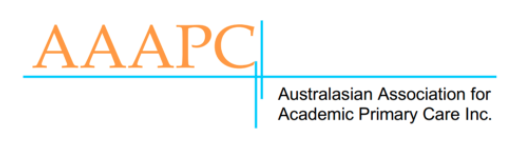 AAAPC
Australasian Association for
Academic Primary Care Inc.